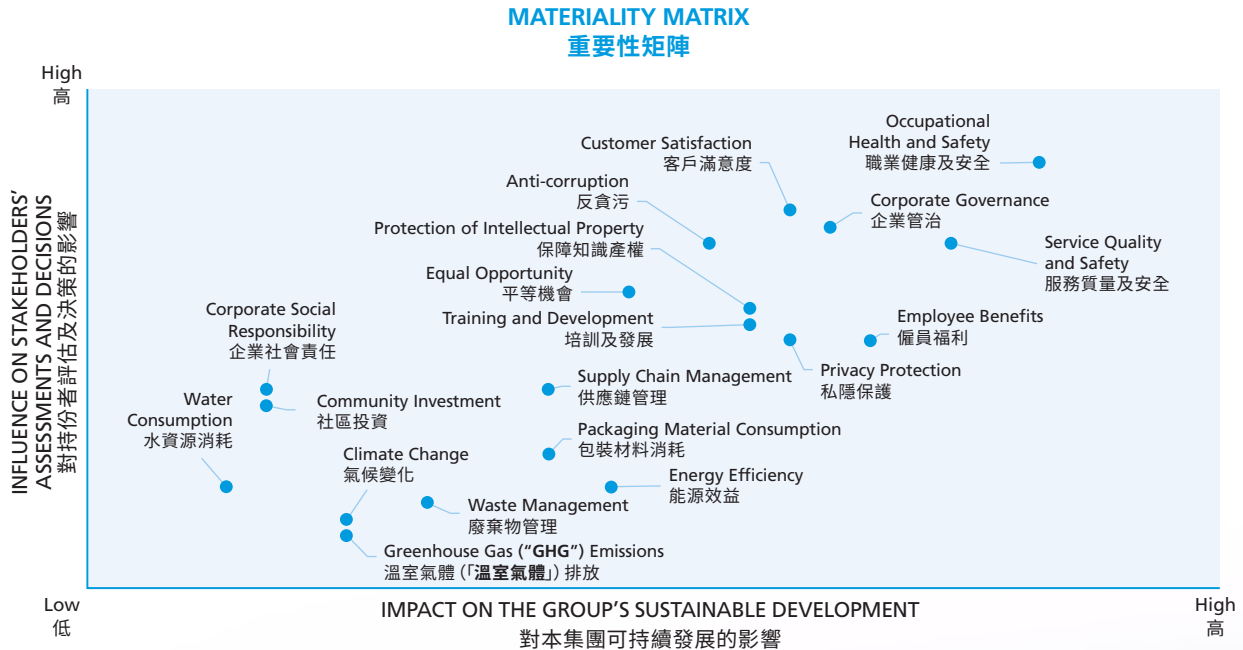 MATERIALITY MATRIX
重要性矩陣
High
高
INFLUENCE ON STAKEHOLDERS'
ASSESSMENTS AND DECISIONS
對持份者評估及決策的影響
Occupational
Health and Safety
職業健康及安全
Customer Satisfaction
客戶滿意度
Anti-corruption
反貪污
Corporate Governance
企業管治
Protection of Intellectual Property
保障知識產權
Service Quality
and Safety
服務質量及安全
Equal Opportunity
平等機會
Corporate Social
Responsibility
企業社會責任
Training and Development
培訓及發展
Employee Benefits
僱員福利
Privacy Protection
私隱保護
Supply Chain Management
供應鏈管理
Water
Consumption
水資源消耗
Community Investment
社區投資
Packaging Material Consumption
包裝材料消耗
Climate Change
氣候變化
Energy Efficiency
能源效益
Waste Management
廢棄物管理
Greenhouse Gas (“GHG”) Emissions
溫室氣體(「溫室氣體」)排放
Low
低
IMPACT ON THE GROUP'S SUSTAINABLE DEVELOPMENT
對本集團可持續發展的影響
High
高